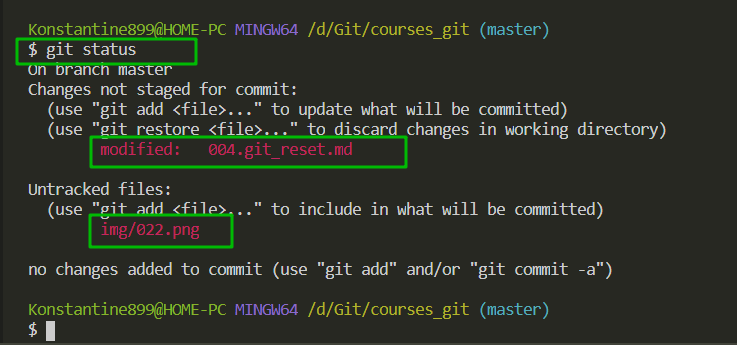 Konstantine899@HOME-PC MINGW64 /d/Git/courses_git (master)
$ git status
On branch master
Changes not staged for commit:
(use "git add <file>..." to update what will be committed)
(use "git restore <file>..." to discard changes in working directory)
modified: 004.git_reset.md
Untracked files:
(use "git add <file>..." to include in what will be committed)
img/022.png
no changes added to commit (use "git add" and/or "git commit -a")
Konstantine899@HOME-PC MINGW64 /d/Git/courses_git (master)
$